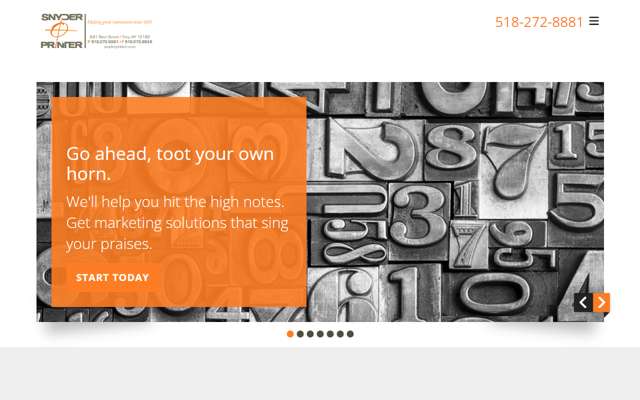 SNYDER
PRINTER
518-272-8881
Go ahead, toot your own
horn.
We'll help you hit the high notes.
Get marketing solutions that sing
your praises.
START TODAY